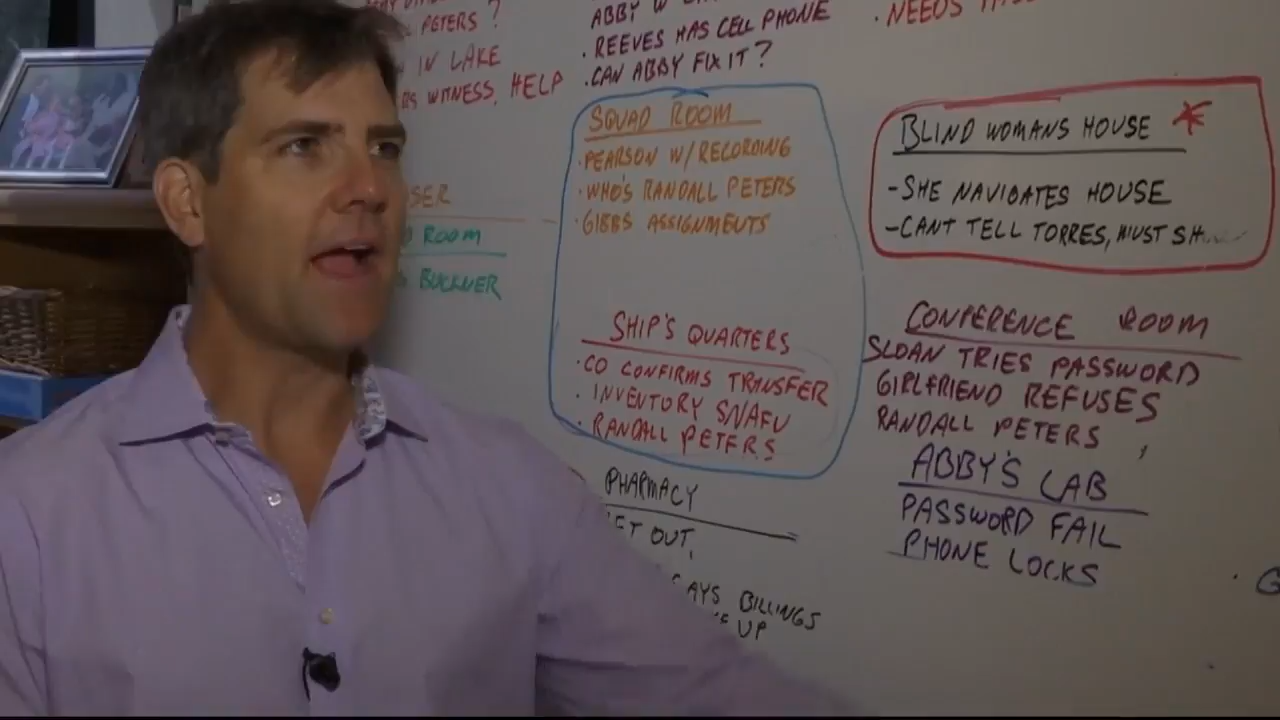 PETERS?
IN LAKE
WITNESS, HELP
ABBY W
· REEVES HAS CELL PHONE
· CAN ABBY FIX IT?
· NEEDS
SQUAD ROOM
· PEARSON W/ RECORDING
· WHO'S RANDALL PETERS
· GIBBS ASSIGNMENTS
SHIP'S QUARTERS
· CO CONFIRMS TRANSFER
· INVENTORY SNAFU
· RANDALL PETERS
ROOM
BUCKNER
PHARMACY
OUT,
SAYS BILLINGS
UP
BLIND WOMANS HOUSE
- SHE NAVIGATES HOUSE
- CANT TELL TORRES, MUST
CONFERENCE ROOM
SLOAN TRIES PASSWORD
GIRLFRIEND REFUSES
RANDALL PETERS
ABBY'S LAB
PASSWORD FAIL
PHONE LOCKS